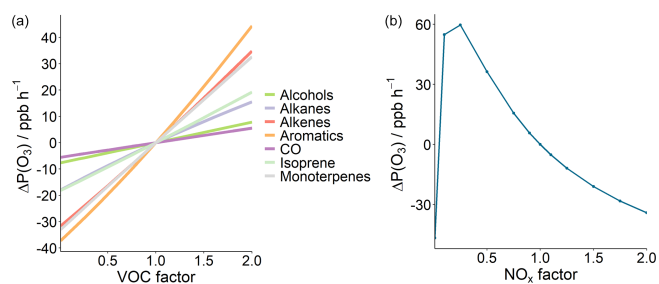 (a)
ΔP(O₃) / ppb h⁻¹
40
30
20
10
0
-10
-20
-30
-40
0.5
1.0
1.5
2.0
VOC factor
Alcohols
Alkanes
Alkenes
Aromatics
CO
Isoprene
Monoterpenes
(b)
ΔP(O₃) / ppb h⁻¹
60
30
0
-30
0.5
1.0
1.5
2.0
NOₓ factor